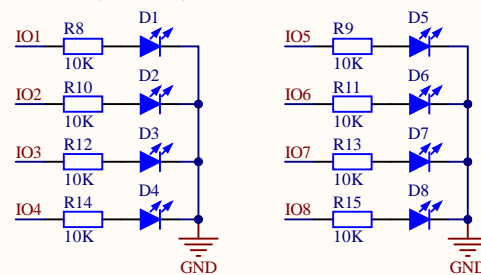 IO1 R8 10K D1
IO2 R10 10K D2
IO3 R12 10K D3
IO4 R14 10K D4
GND
IO5 R9 10K D5
IO6 R11 10K D6
IO7 R13 10K D7
IO8 R15 10K D8
GND